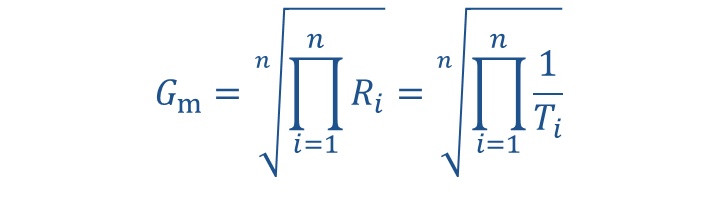 G_m = \sqrt[n]{\prod_{i=1}^{n} R_i} = \sqrt[n]{\prod_{i=1}^{n} \frac{1}{T_i}}